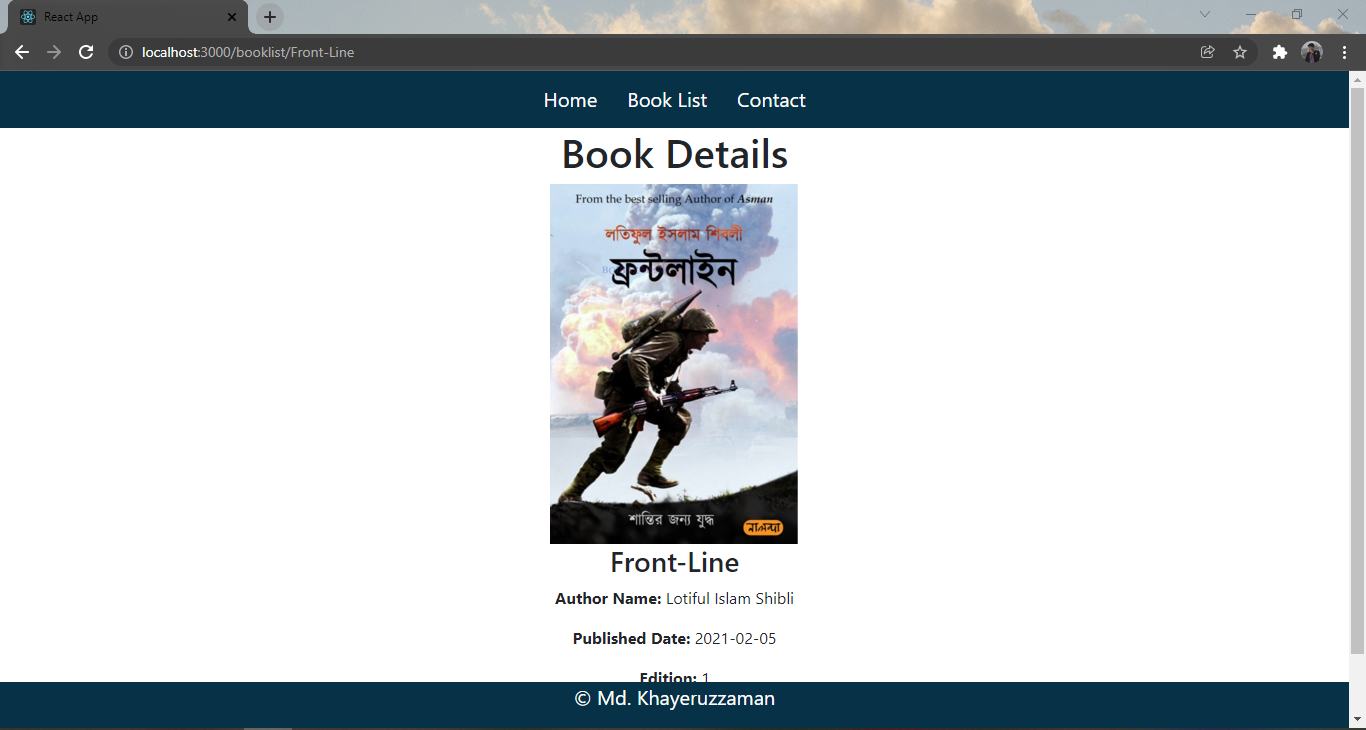 React App
localhost:3000/booklist/Front-Line
Home Book List Contact
Book Details
From the best selling Author of Asman
লতিফুল ইসলাম শিবলী
ফ্রন্টলাইন
শান্তির জন্য যুদ্ধ
নালন্দা
Front-Line
Author Name: Lotiful Islam Shibli
Published Date: 2021-02-05
Edition: 1
© Md. Khayeruzzaman